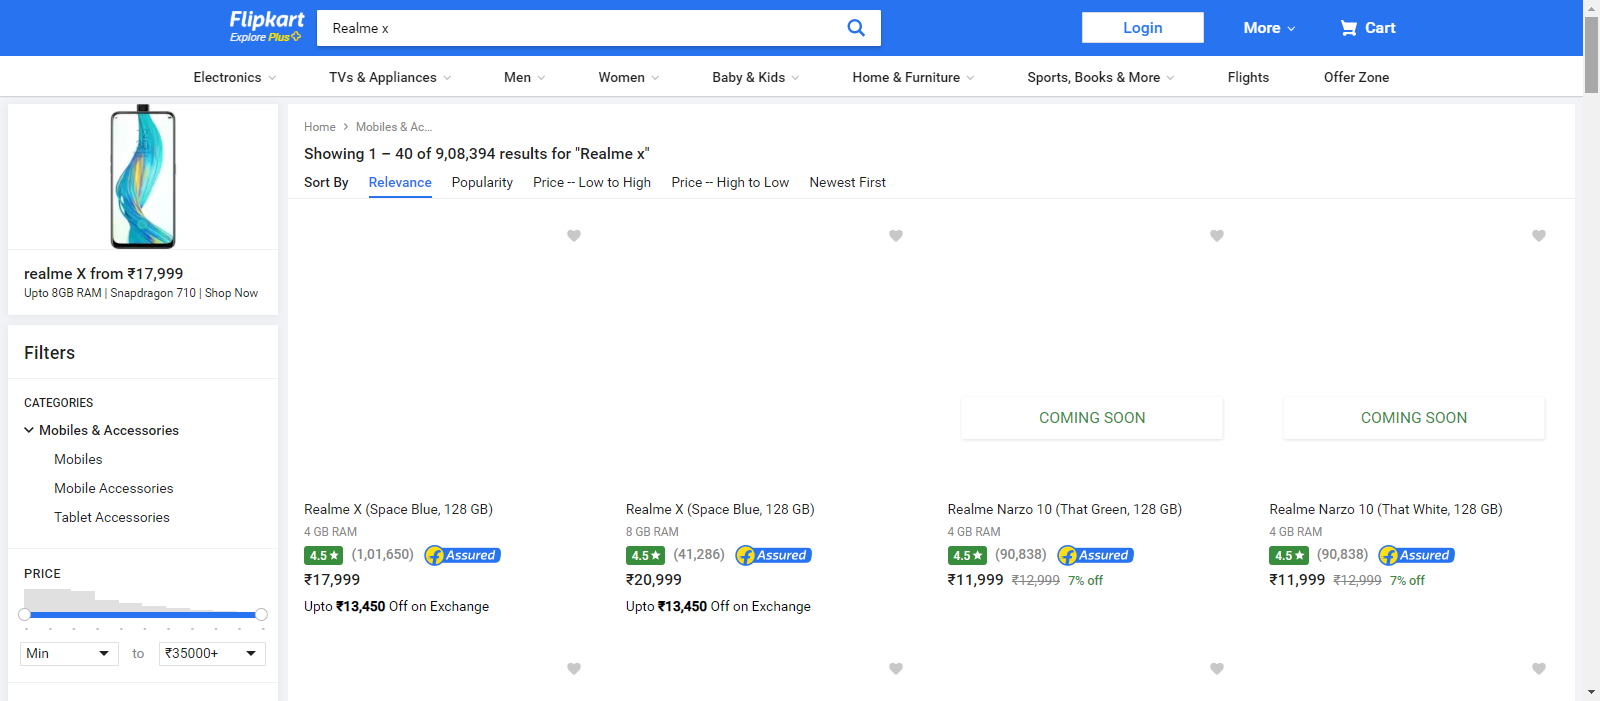 Flipkart
Explore Plus
Realme x
Login
More
Cart
Electronics
TVs & Appliances
Men
Women
Baby & Kids
Home & Furniture
Sports, Books & More
Flights
Offer Zone
realme X from ₹17,999
Upto 8GB RAM | Snapdragon 710 | Shop Now
Filters
CATEGORIES
Mobiles & Accessories
Mobiles
Mobile Accessories
Tablet Accessories
PRICE
Min
to
₹35000+
Home
Mobiles & Ac...
Showing 1 – 40 of 9,08,394 results for "Realme x"
Sort By
Relevance
Popularity
Price -- Low to High
Price -- High to Low
Newest First
Realme X (Space Blue, 128 GB)
4 GB RAM
4.5★ (1,01,650) Assured
₹17,999
Upto ₹13,450 Off on Exchange
Realme X (Space Blue, 128 GB)
8 GB RAM
4.5★ (41,286) Assured
₹20,999
Upto ₹13,450 Off on Exchange
COMING SOON
Realme Narzo 10 (That Green, 128 GB)
4 GB RAM
4.5★ (90,838) Assured
₹11,999 ₹12,999 7% off
COMING SOON
Realme Narzo 10 (That White, 128 GB)
4 GB RAM
4.5★ (90,838) Assured
₹11,999 ₹12,999 7% off